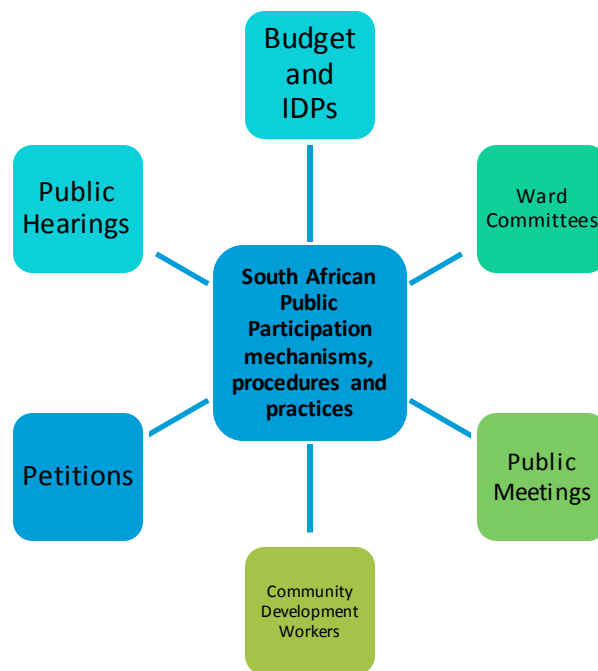 Budget
and
IDPs
Public
Hearings
Ward
Committees
South African
Public
Participation
mechanisms,
procedures and
practices
Petitions
Public
Meetings
Community
Development
Workers